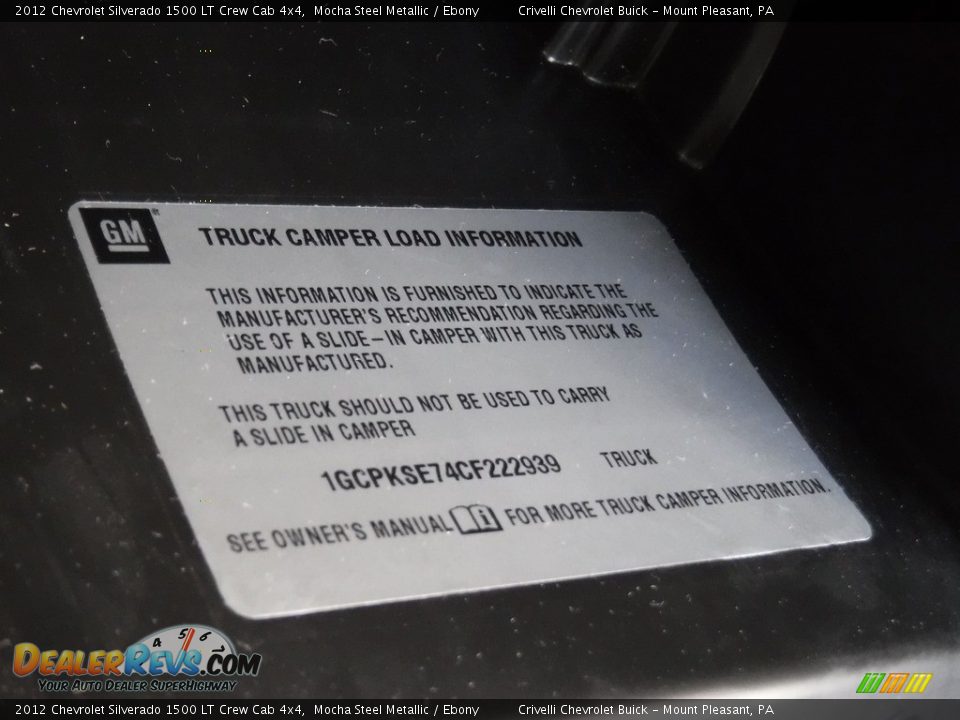 2012 Chevrolet Silverado 1500 LT Crew Cab 4x4, Mocha Steel Metallic / Ebony Crivelli Chevrolet Buick - Mount Pleasant, PA
GM
TRUCK CAMPER LOAD INFORMATION
THIS INFORMATION IS FURNISHED TO INDICATE THE
MANUFACTURER'S RECOMMENDATION REGARDING THE
USE OF A SLIDE-IN CAMPER WITH THIS TRUCK AS
MANUFACTURED.
THIS TRUCK SHOULD NOT BE USED TO CARRY
A SLIDE IN CAMPER
1GCPKSE74CF222939 TRUCK
SEE OWNER'S MANUAL i FOR MORE TRUCK CAMPER INFORMATION.
4 5 6
DEALERREVS.COM
YOUR AUTO DEALER SUPERHIGHWAY
2012 Chevrolet Silverado 1500 LT Crew Cab 4x4, Mocha Steel Metallic / Ebony Crivelli Chevrolet Buick - Mount Pleasant, PA